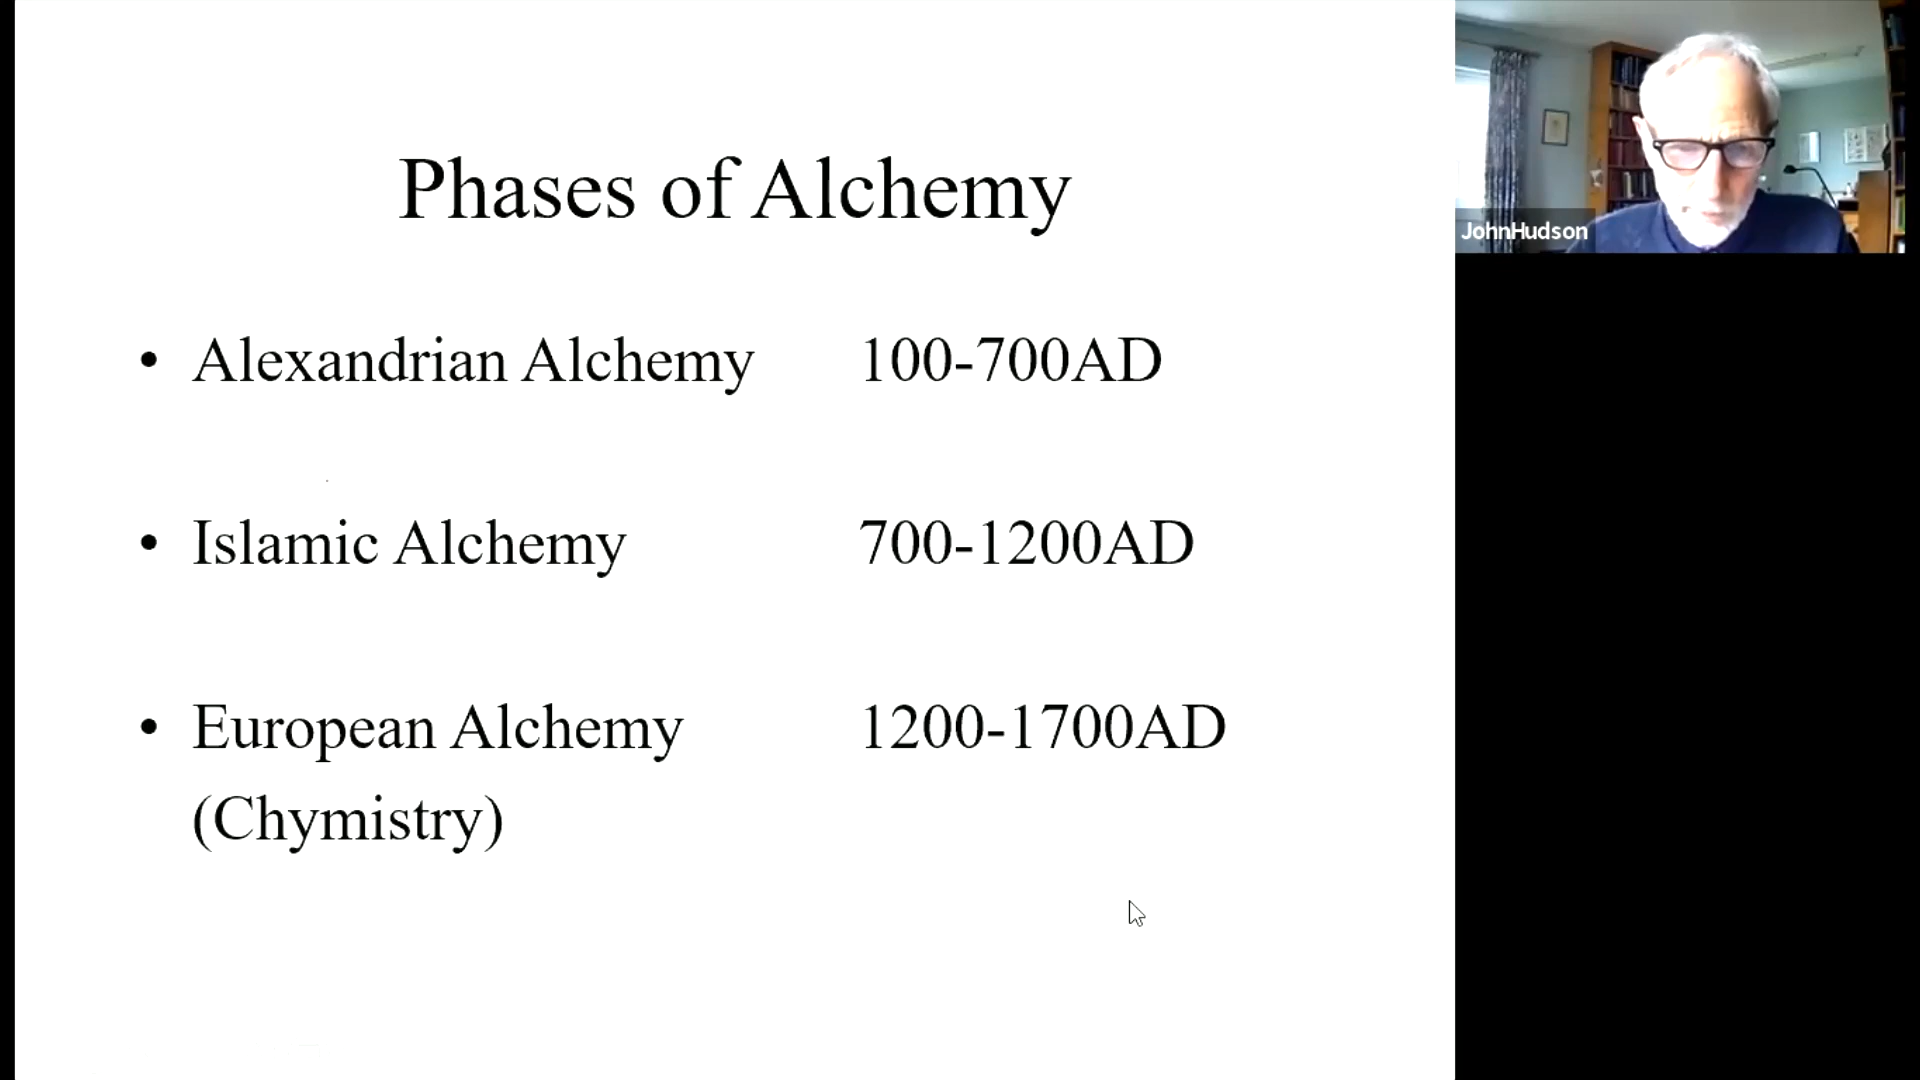 Phases of Alchemy
• Alexandrian Alchemy 100-700AD
• Islamic Alchemy 700-1200AD
• European Alchemy 1200-1700AD
(Chymistry)
JohnHudson